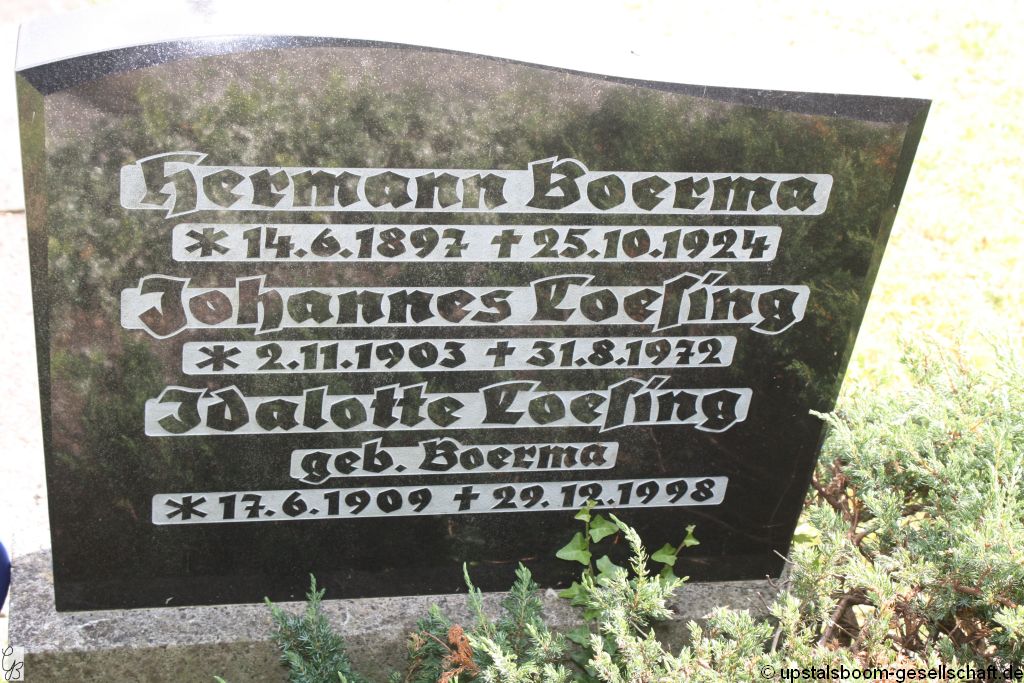 Hermann Boerma
* 14.6.1897 † 25.10.1924
Johannes Loeſing
* 2.11.1903 † 31.8.1972
Idalotte Loeſing
geb. Boerma
* 17.6.1909 † 29.12.1998
© upstalsboom-gesellschaft.de